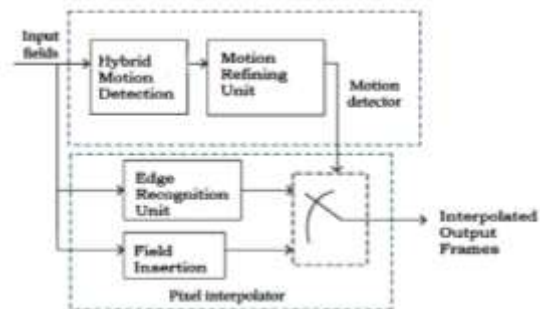 Input
fields
Hybrid
Motion
Detection
Motion
Refining
Unit
Motion
detector
Edge
Recognition
Unit
Field
Insertion
Interpolated
Output
Frames
Pixel interpolator